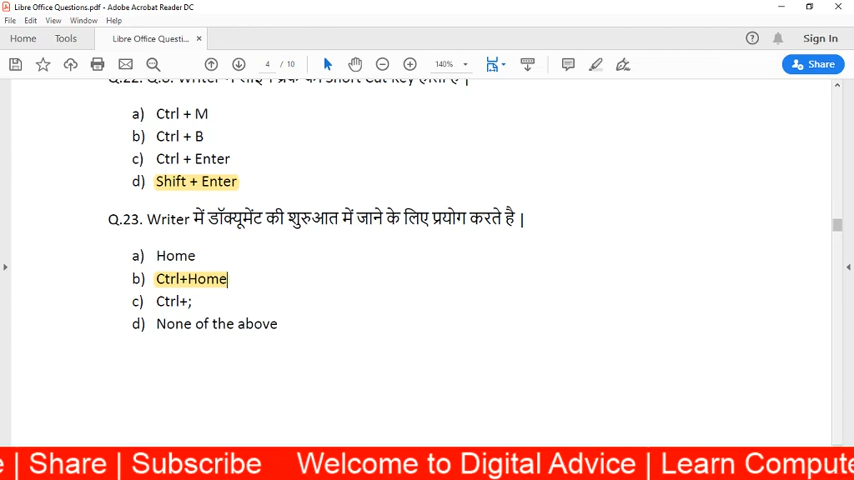 Libre Office Questions.pdf - Adobe Acrobat Reader DC
File Edit View Window Help
Home Tools Libre Office Questi... × Sign In
4 / 10 140% Share
a) Ctrl + M
b) Ctrl + B
c) Ctrl + Enter
d) Shift + Enter
Q.23. Writer में डॉक्यूमेंट की शुरुआत में जाने के लिए प्रयोग करते है |
a) Home
b) Ctrl+Home
c) Ctrl+;
d) None of the above
| Share | Subscribe Welcome to Digital Advice | Learn Compute